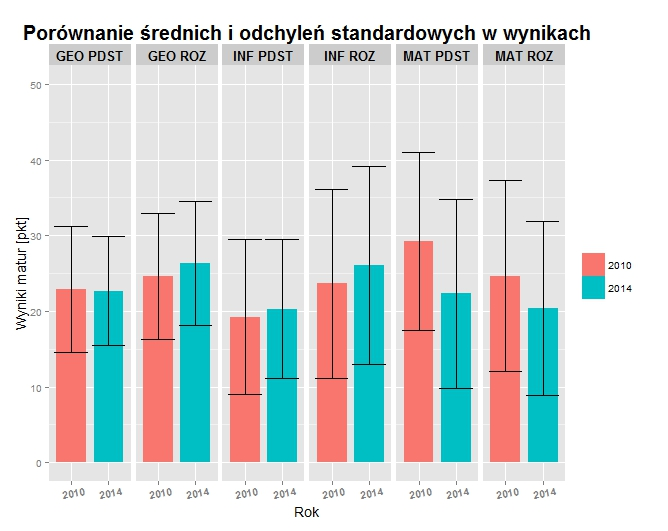 Porównanie średnich i odchyleń standardowych w wynikach
GEO PDST GEO ROZ INF PDST INF ROZ MAT PDST MAT ROZ
50
40
30
20
10
0
Wyniki matur [pkt]
2010
2014
2010 2014 2010 2014 2010 2014 2010 2014 2010 2014 2010 2014
Rok